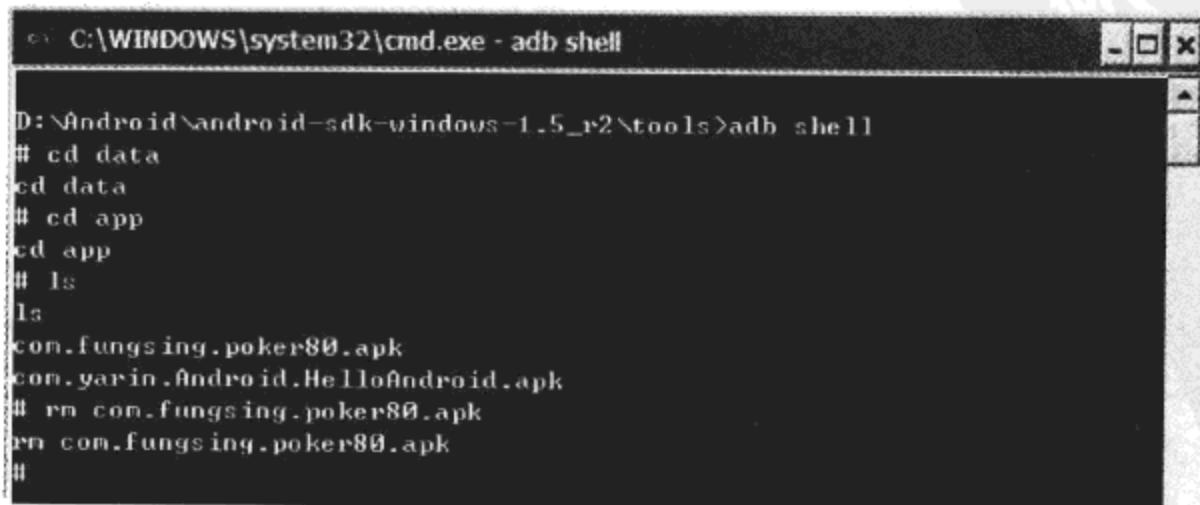 C:\WINDOWS\system32\cmd.exe - adb shell
D:\Android\android-sdk-windows-1.5_r2\tools>adb shell
# cd data
cd data
# cd app
cd app
# ls
ls
com.fungsing.poker80.apk
com.yarin.Android.HelloAndroid.apk
# rm com.fungsing.poker80.apk
rm com.fungsing.poker80.apk
#